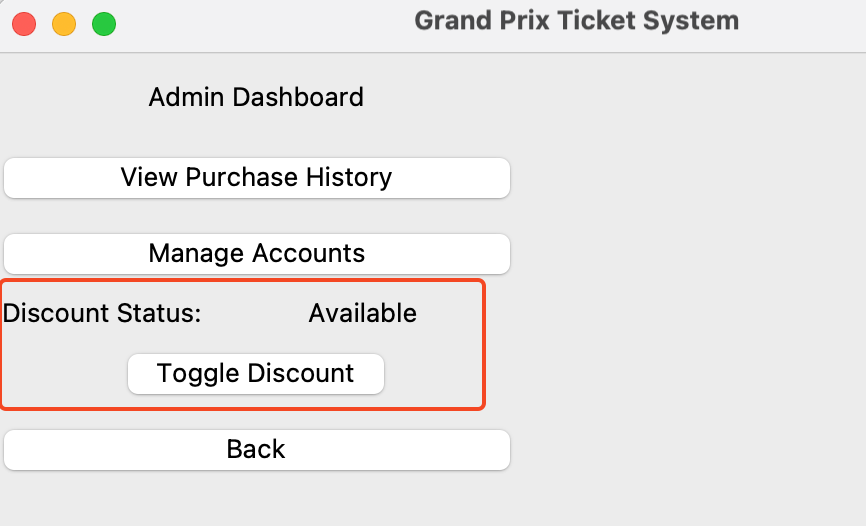 Grand Prix Ticket System
Admin Dashboard
View Purchase History
Manage Accounts
Discount Status: Available
Toggle Discount
Back